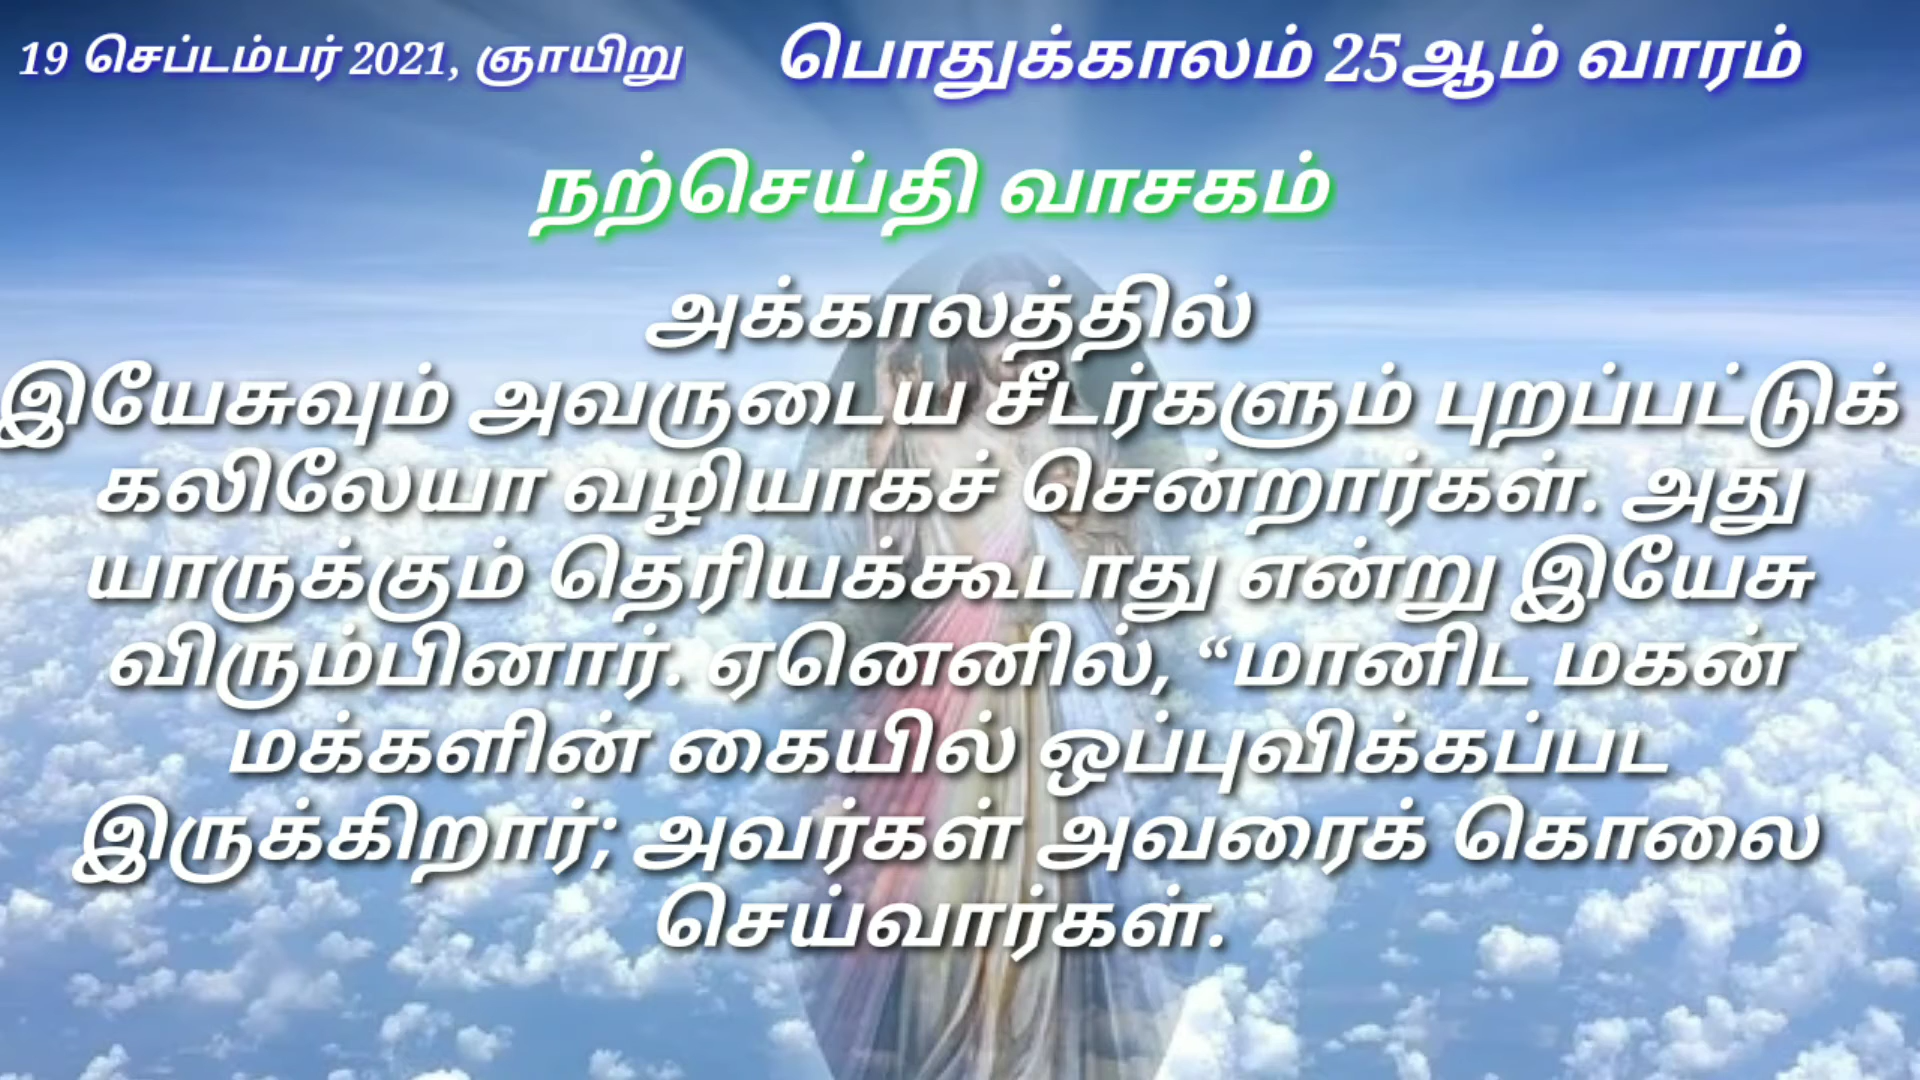 19 செப்டம்பர் 2021, ஞாயிறு	பொதுக்காலம் 25ஆம் வாரம்
நற்செய்தி வாசகம்
அக்காலத்தில்
இயேசுவும் அவருடைய சீடர்களும் புறப்பட்டுக்
கலிலேயா வழியாகச் சென்றார்கள். அது
யாருக்கும் தெரியக்கூடாது என்று இயேசு
விரும்பினார். ஏனெனில், “மானிட மகன்
மக்களின் கையில் ஒப்புவிக்கப்பட
இருக்கிறார்; அவர்கள் அவரைக் கொலை
செய்வார்கள்.